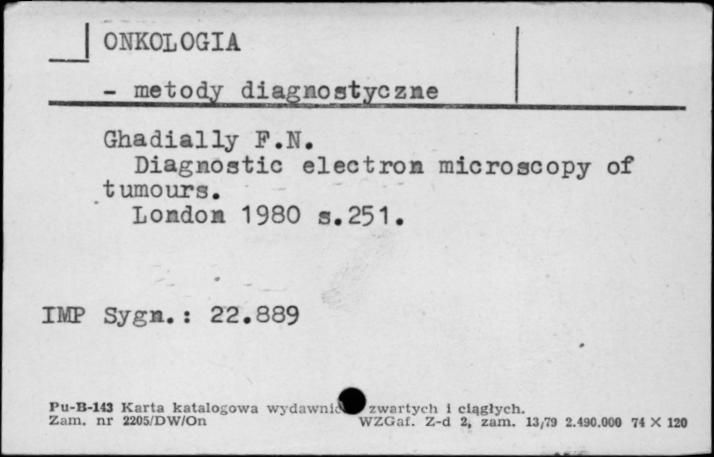 ONKOLOGIA
- metody diagnostyczne
Ghadially F.N.
Diagnostic electron microscopy of
tumours.
London 1980 s.251.
IMP Sygn.: 22.889
Pu-B-143 Karta katalogowa zwartych i ciągłych.
Zam. nr 2205/DW/On WZGaf. Z-d 2, zam. 13/79 2.490.000 74 X 120